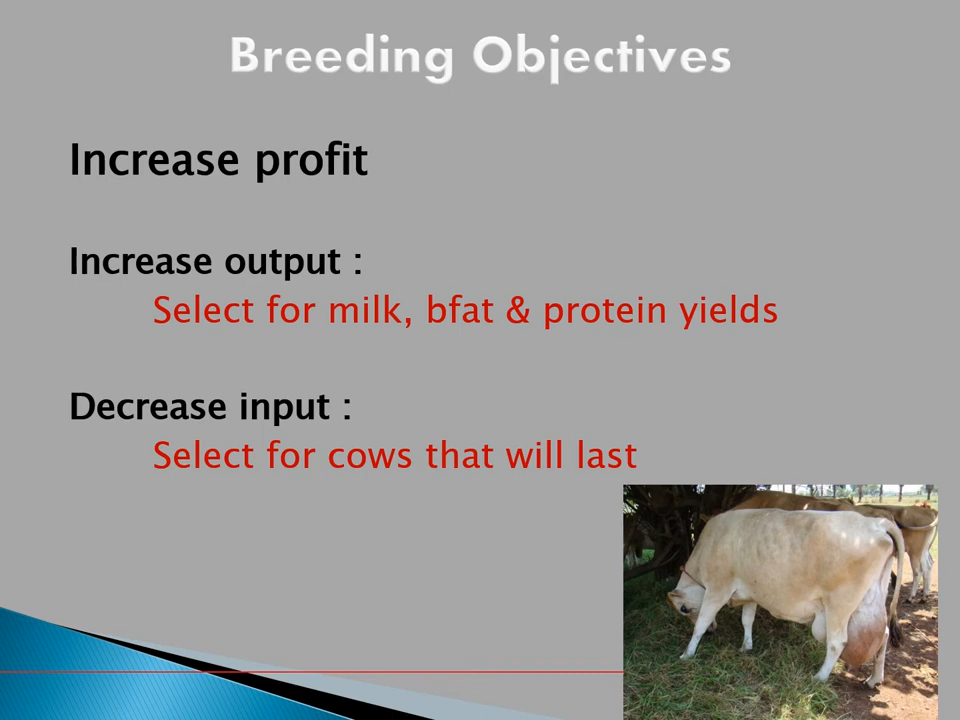 Breeding Objectives
Increase profit
Increase output :
Select for milk, bfat & protein yields
Decrease input :
Select for cows that will last